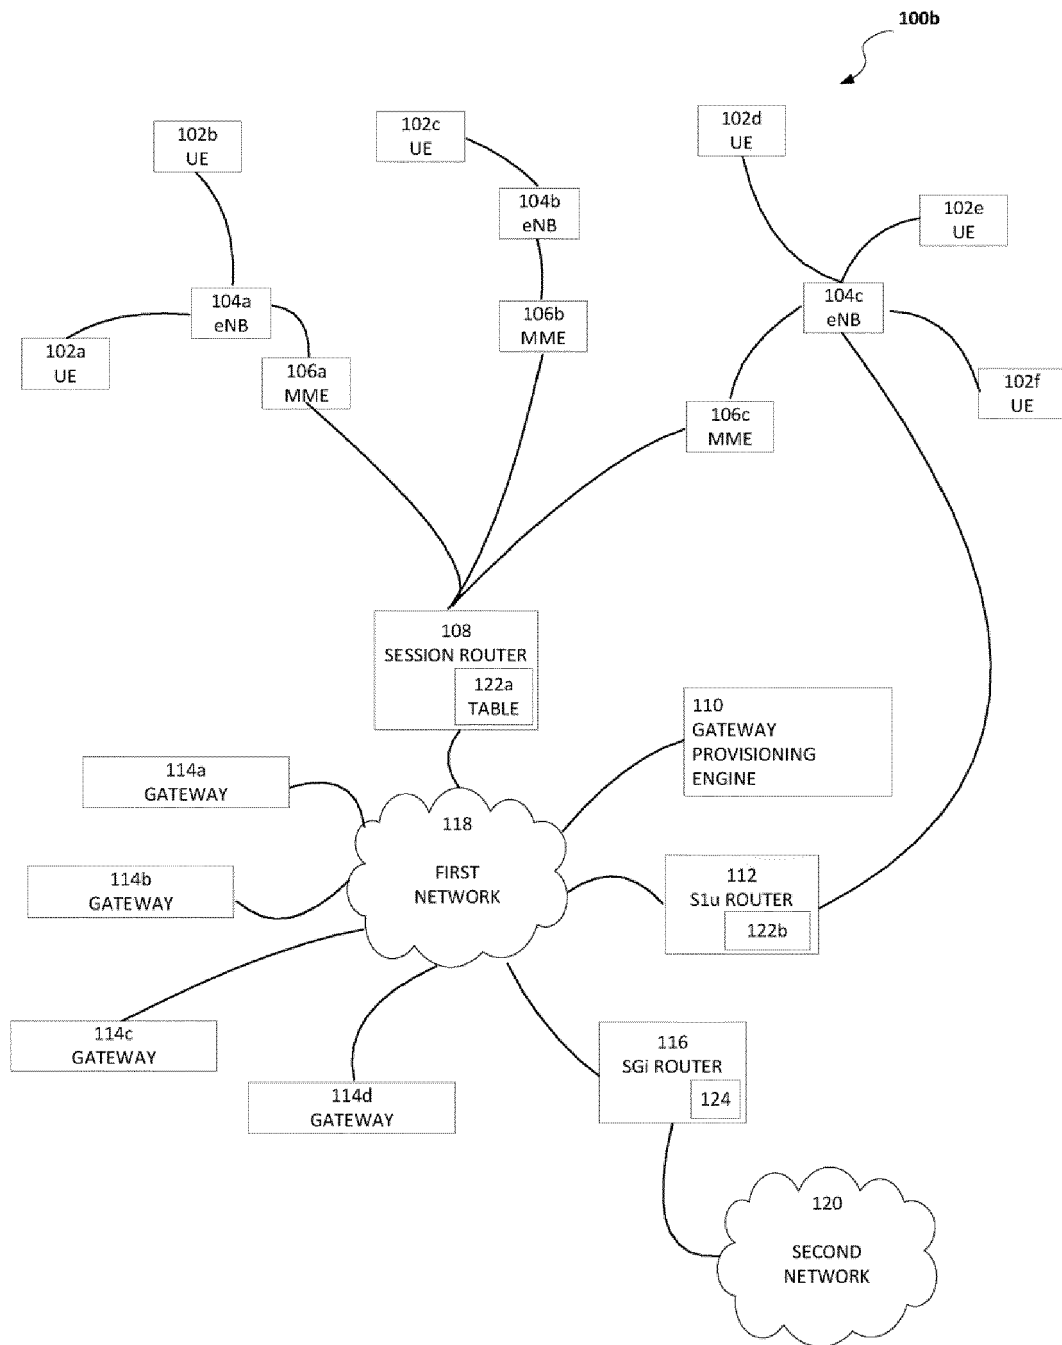 100b
102b
UE
102c
UE
102d
UE
104b
eNB
102e
UE
104a
eNB
104c
eNB
106b
MME
102a
UE
106a
MME
102f
UE
106c
MME
108
SESSION ROUTER
122a
TABLE
110
GATEWAY
PROVISIONING
ENGINE
114a
GATEWAY
118
FIRST
NETWORK
114b
GATEWAY
112
S1u ROUTER
122b
114c
GATEWAY
116
SGi ROUTER
124
114d
GATEWAY
120
SECOND
NETWORK